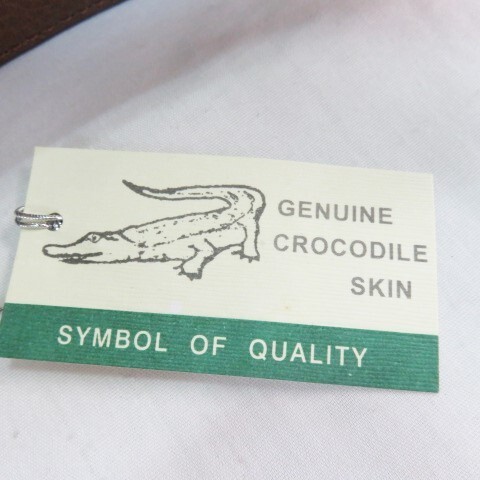 GENUINE
CROCODILE
SKIN
SYMBOL OF QUALITY